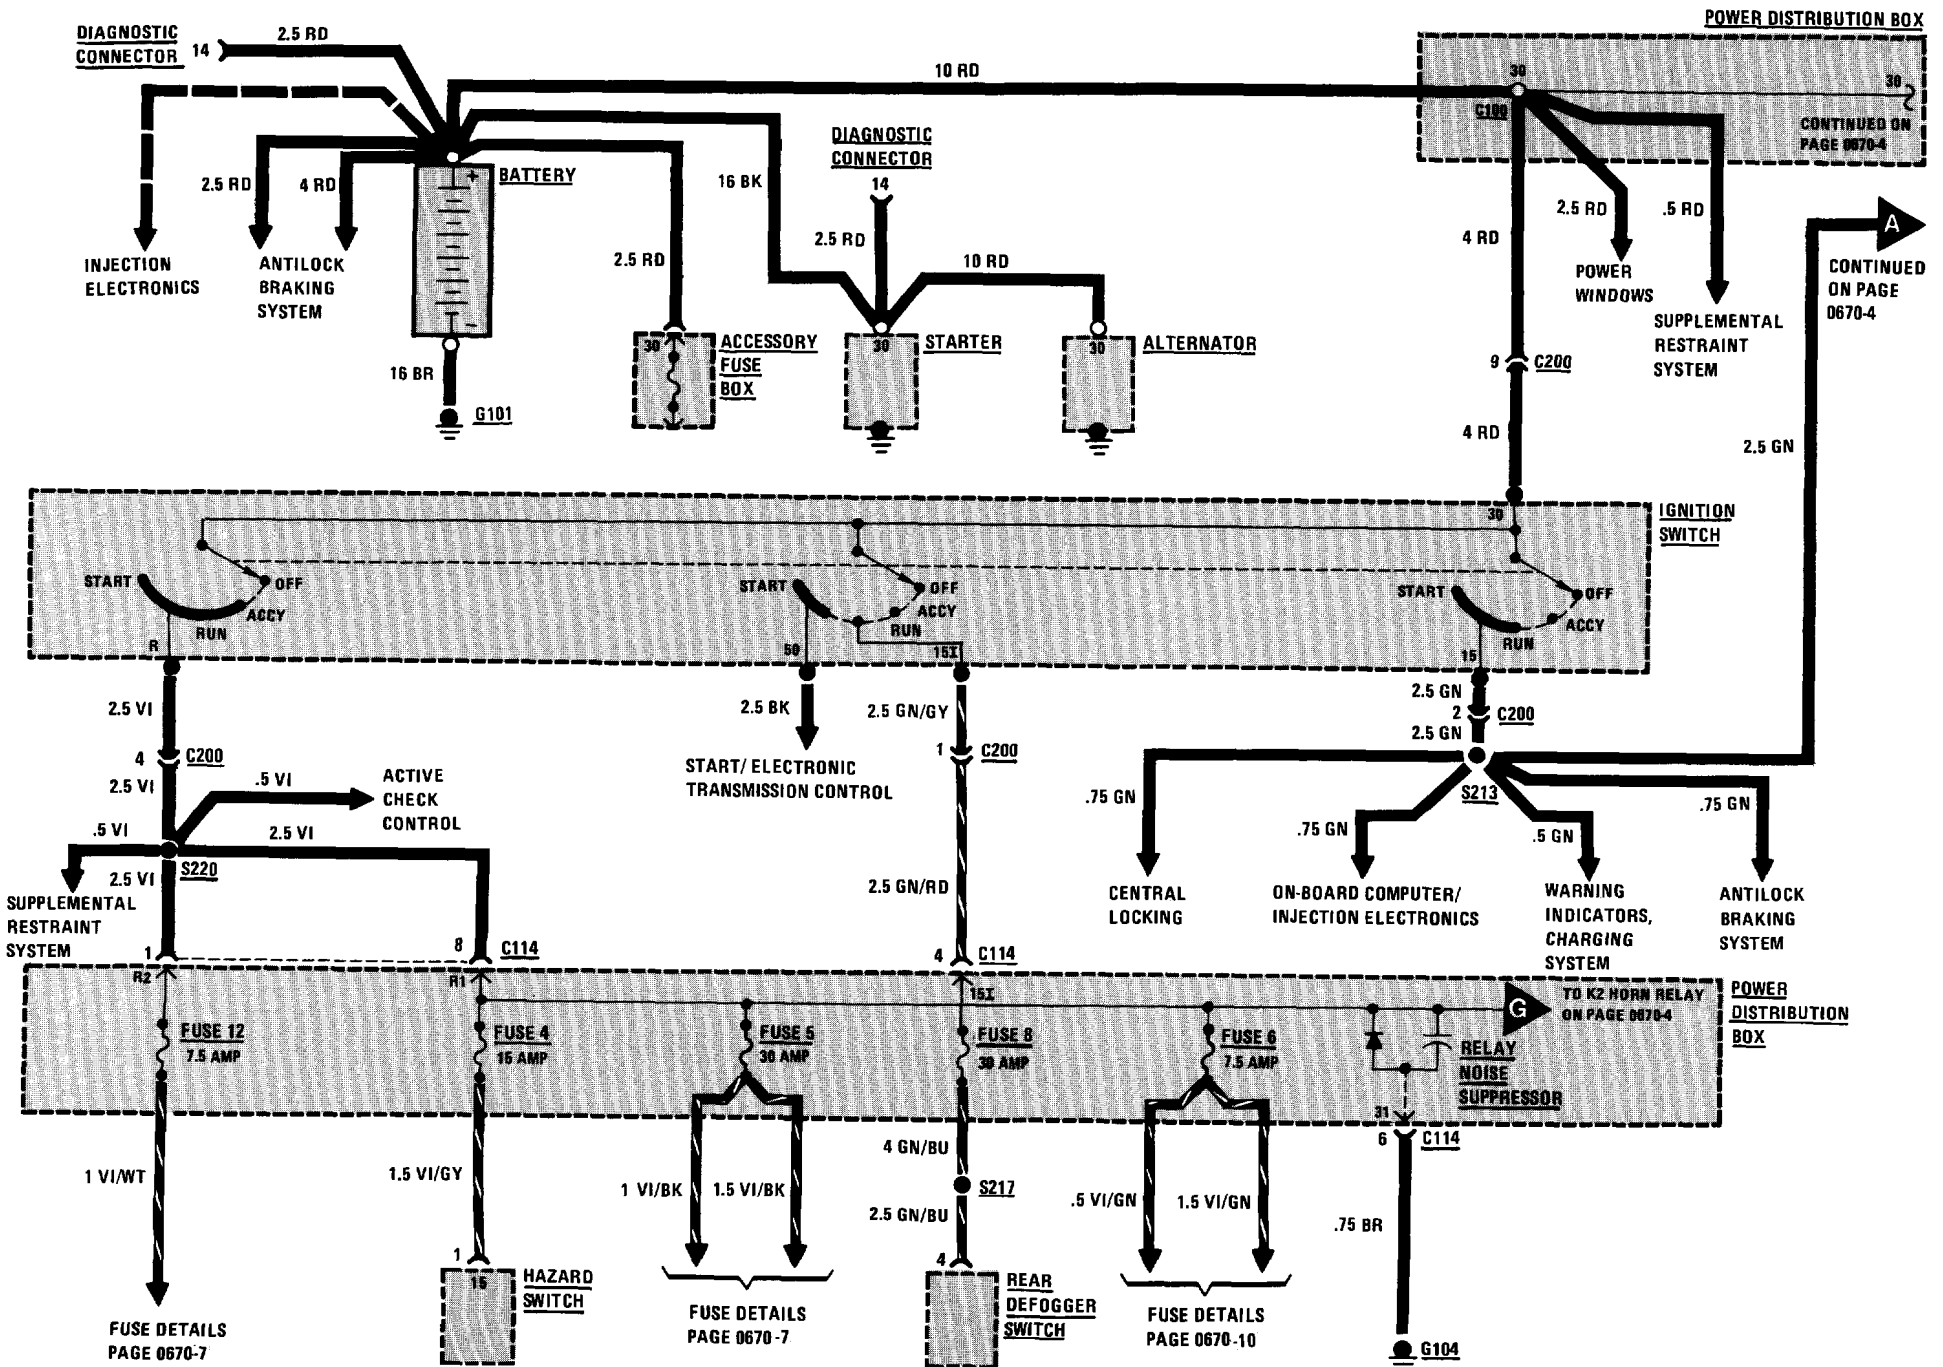 POWER DISTRIBUTION BOX
DIAGNOSTIC
CONNECTOR
14
2.5 RD
10 RD
30
30
C100
CONTINUED ON
PAGE 0670-4
DIAGNOSTIC
CONNECTOR
14
2.5 RD
4 RD
+
BATTERY
16 BK
2.5 RD
.5 RD
A
INJECTION
ELECTRONICS
ANTILOCK
BRAKING
SYSTEM
2.5 RD
2.5 RD
10 RD
4 RD
POWER
WINDOWS
CONTINUED
ON PAGE
0670-4
SUPPLEMENTAL
RESTRAINT
SYSTEM
–
30
ACCESSORY
FUSE
BOX
30
STARTER
30
ALTERNATOR
9
C200
16 BR
G101
4 RD
2.5 GN
30
IGNITION
SWITCH
START
OFF
ACCY
RUN
R
START
OFF
ACCY
RUN
50
15I
START
OFF
ACCY
RUN
15
2.5 VI
2.5 BK
2.5 GN/GY
2.5 GN
2
C200
2.5 GN
4
C200
1
C200
2.5 VI
.5 VI
ACTIVE
CHECK
CONTROL
START/ ELECTRONIC
TRANSMISSION CONTROL
S213
.75 GN
.75 GN
.5 GN
.75 GN
.5 VI
2.5 VI
S220
2.5 VI
2.5 GN/RD
CENTRAL
LOCKING
ON-BOARD COMPUTER/
INJECTION ELECTRONICS
WARNING
INDICATORS,
CHARGING
SYSTEM
ANTILOCK
BRAKING
SYSTEM
SUPPLEMENTAL
RESTRAINT
SYSTEM
1
8
C114
4
C114
R2
R1
15I
G
TO K2 HORN RELAY
ON PAGE 0670-4
POWER
DISTRIBUTION
BOX
FUSE 12
7.5 AMP
FUSE 4
15 AMP
FUSE 5
30 AMP
FUSE 8
30 AMP
FUSE 6
7.5 AMP
RELAY
NOISE
SUPPRESSOR
31
6
C114
1 VI/WT
1.5 VI/GY
1 VI/BK
1.5 VI/BK
4 GN/BU
S217
2.5 GN/BU
.5 VI/GN
1.5 VI/GN
.75 BR
1
15
HAZARD
SWITCH
4
REAR
DEFOGGER
SWITCH
FUSE DETAILS
PAGE 0670-7
FUSE DETAILS
PAGE 0670-7
FUSE DETAILS
PAGE 0670-10
G104